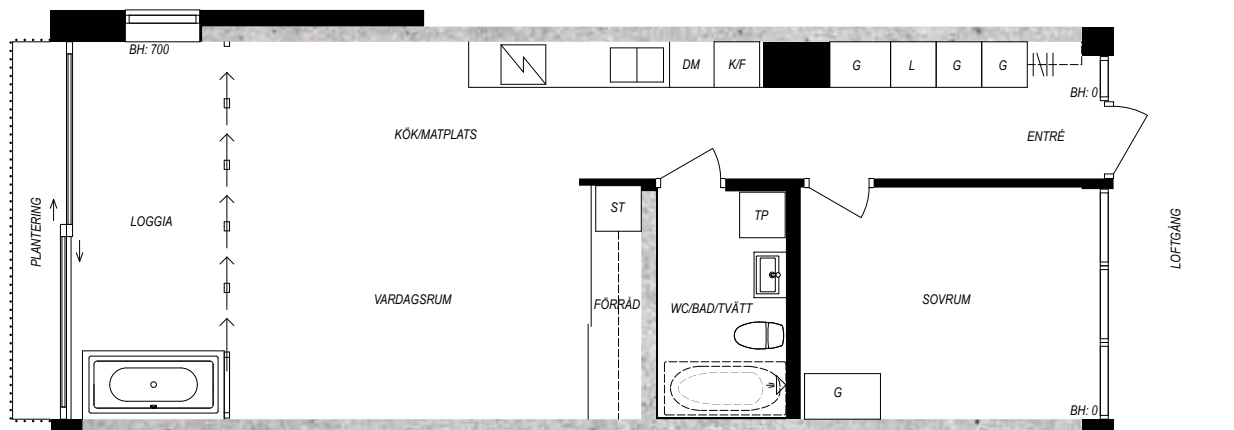 BH: 700
DM
K/F
G
L
G
G
BH: 0
KÖK/MATPLATS
ENTRÉ
PLANTERING
LOGGIA
ST
TP
LOFTGÅNG
VARDAGSRUM
FÖRRÅD
WC/BAD/TVÄTT
SOVRUM
G
BH: 0